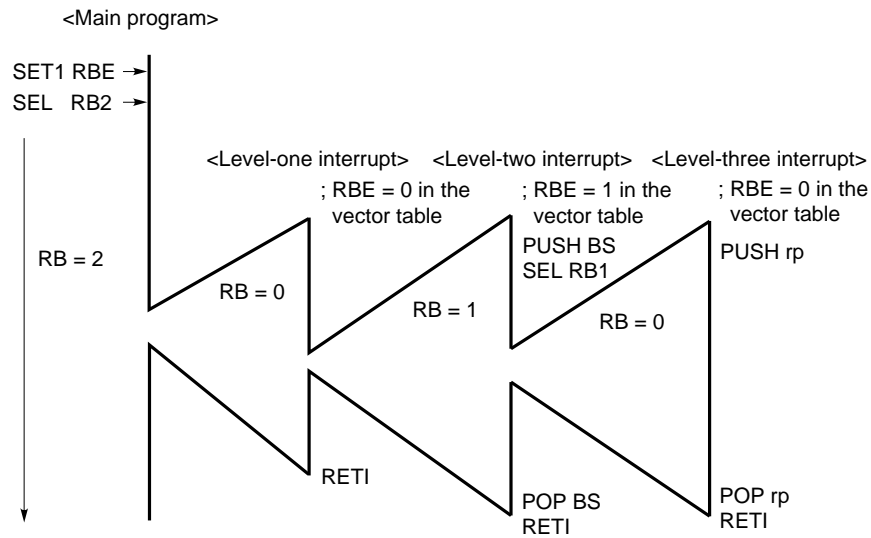 <Main program>
SET1 RBE
SEL RB2
RB = 2
<Level-one interrupt>
; RBE = 0 in the
vector table
RB = 0
RETI
<Level-two interrupt>
; RBE = 1 in the
vector table
PUSH BS
SEL RB1
RB = 1
POP BS
RETI
<Level-three interrupt>
; RBE = 0 in the
vector table
PUSH rp
RB = 0
POP rp
RETI